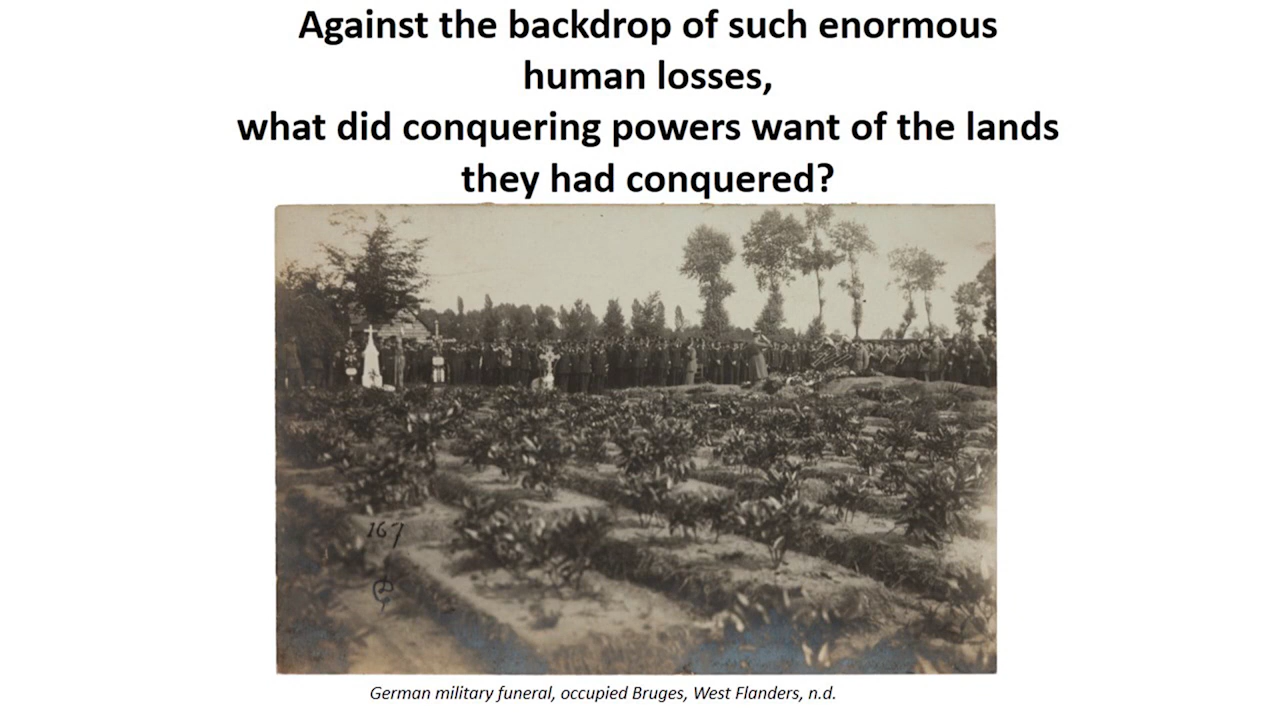 Against the backdrop of such enormous
human losses,
what did conquering powers want of the lands
they had conquered?
167
German military funeral, occupied Bruges, West Flanders, n.d.